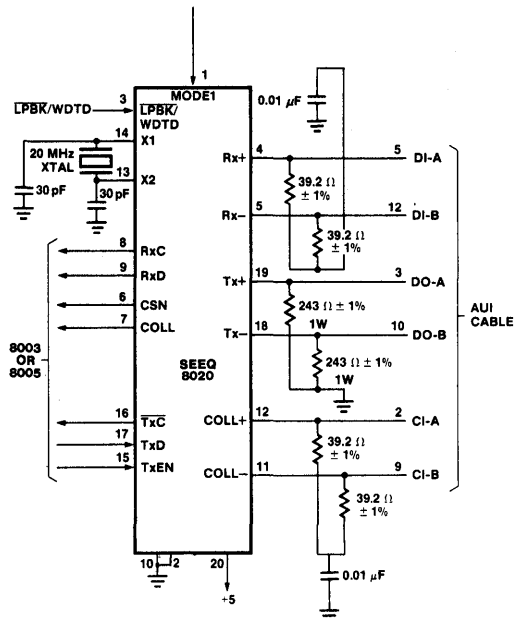 1
MODE1
3
L̅P̅B̅K̅/WDTD
L̅P̅B̅K̅/
WDTD
14
X1
20 MHz
XTAL
13
X2
30 pF
30 pF
8
RxC
9
RxD
6
CSN
7
COLL
8003
OR
8005
16
T̅x̅C̅
17
TxD
15
TxEN
SEEQ
8020
10
2
20
+5
0.01 µF
Rx+
4
5
DI-A
39.2 Ω
± 1%
Rx−
5
12
DI-B
39.2 Ω
± 1%
Tx+
19
3
DO-A
243 Ω ± 1%
1W
Tx−
18
10
DO-B
243 Ω ± 1%
1W
AUI
CABLE
COLL+
12
2
CI-A
39.2 Ω
± 1%
COLL−
11
9
CI-B
39.2 Ω
± 1%
0.01 µF